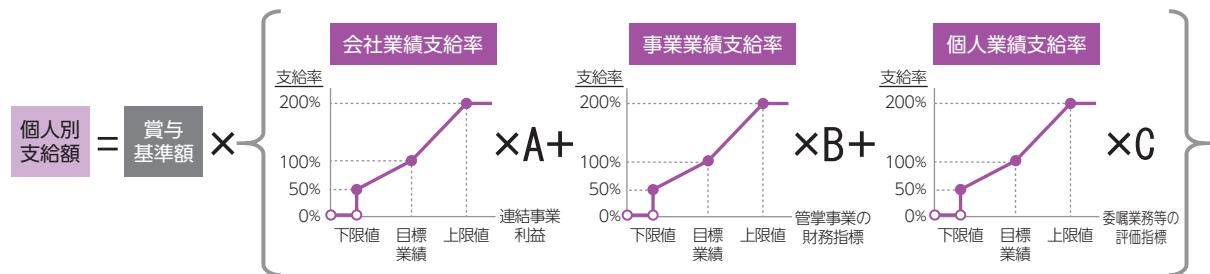 個人別
支給額
=
賞与
基準額
×
会社業績支給率
支給率
200%
100%
50%
0%
下限値
目標
業績
上限値
連結事業
利益
×A+
事業業績支給率
支給率
200%
100%
50%
0%
下限値
目標
業績
上限値
管掌事業の
財務指標
×B+
個人業績支給率
支給率
200%
100%
50%
0%
下限値
目標
業績
上限値
委嘱業務等の
評価指標
×C